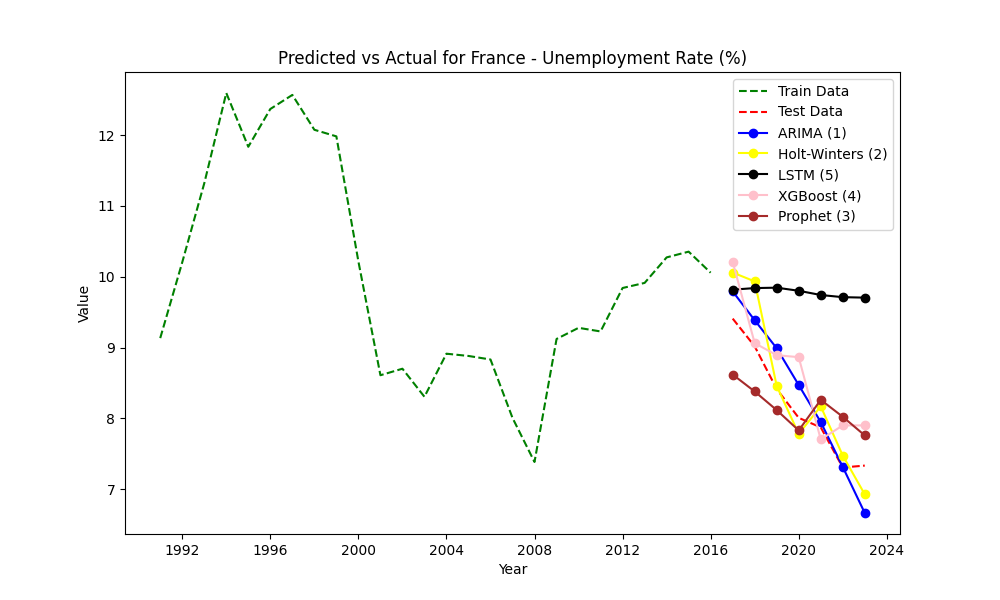 Predicted vs Actual for France - Unemployment Rate (%)
Train Data
Test Data
ARIMA (1)
Holt-Winters (2)
LSTM (5)
XGBoost (4)
Prophet (3)
12
11
10
9
8
7
Value
1992 1996 2000 2004 2008 2012 2016 2020 2024
Year